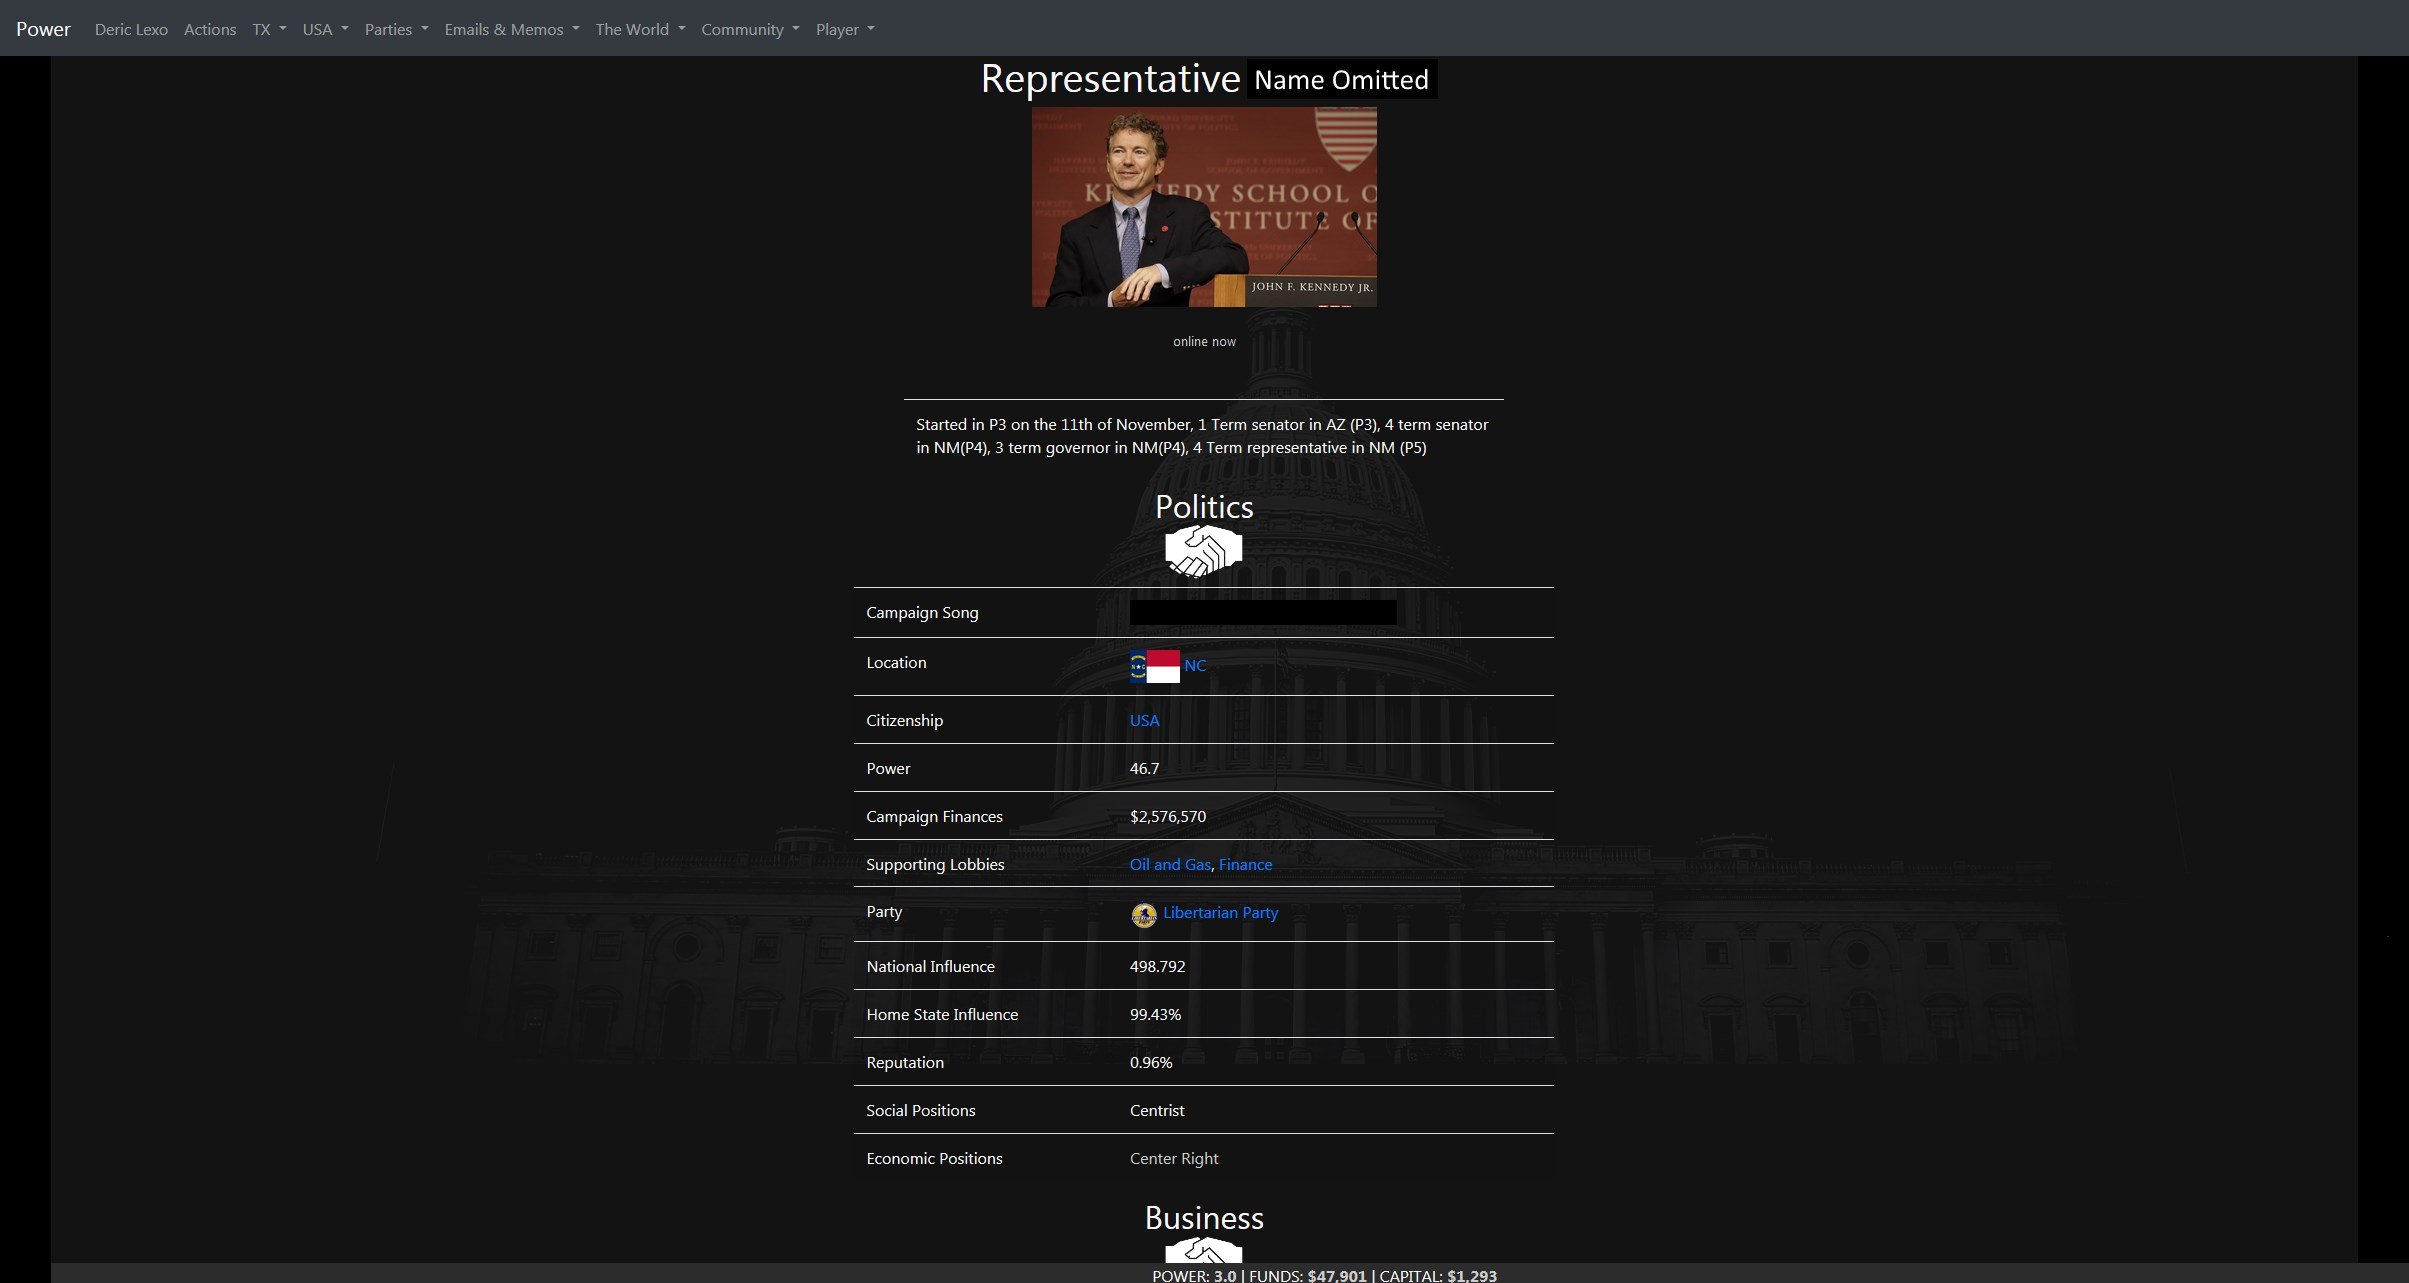 Power Deric Lexo Actions TX USA Parties Emails & Memos The World Community Player
Representative Name Omitted
KENNEDY SCHOOL O
STITUTE OF
JOHN F. KENNEDY JR.
online now
Started in P3 on the 11th of November, 1 Term senator in AZ (P3), 4 term senator
in NM(P4), 3 term governor in NM(P4), 4 Term representative in NM (P5)
Politics
Campaign Song
Location NC
Citizenship USA
Power 46.7
Campaign Finances $2,576,570
Supporting Lobbies Oil and Gas, Finance
Party Libertarian Party
National Influence 498.792
Home State Influence 99.43%
Reputation 0.96%
Social Positions Centrist
Economic Positions Center Right
Business
POWER: 3.0 | FUNDS: $47,901 | CAPITAL: $1,293